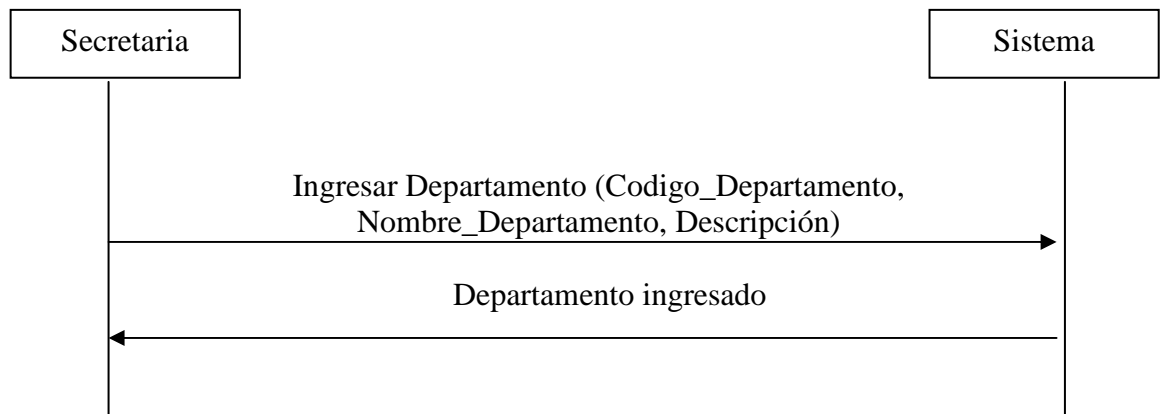 Secretaria
Sistema
Ingresar Departamento (Codigo_Departamento,
Nombre_Departamento, Descripción)
Departamento ingresado